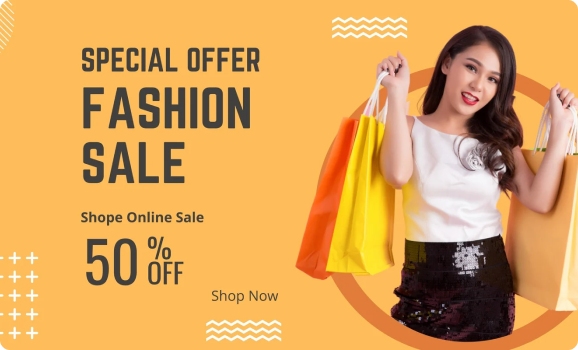 SPECIAL OFFER
FASHION
SALE
Shope Online Sale
50 % OFF
Shop Now